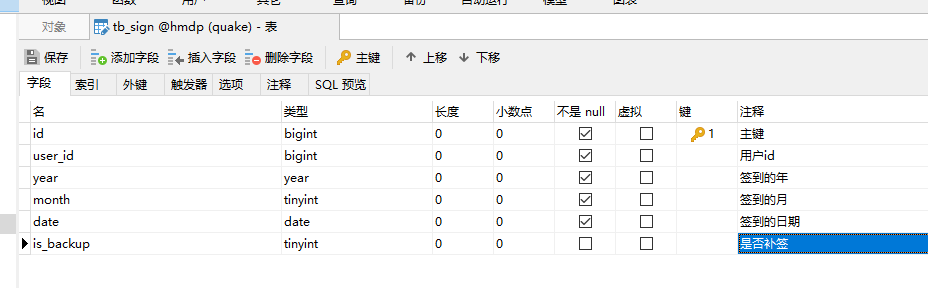 对象 tb_sign @hmdp (quake) - 表
保存 添加字段 插入字段 删除字段 主键 上移 下移
字段 索引 外键 触发器 选项 注释 SQL 预览
名 类型 长度 小数点 不是 null 虚拟 键 注释
id bigint 0 0 1 主键
user_id bigint 0 0 用户id
year year 0 0 签到的年
month tinyint 0 0 签到的月
date date 0 0 签到的日期
is_backup tinyint 0 0 是否补签